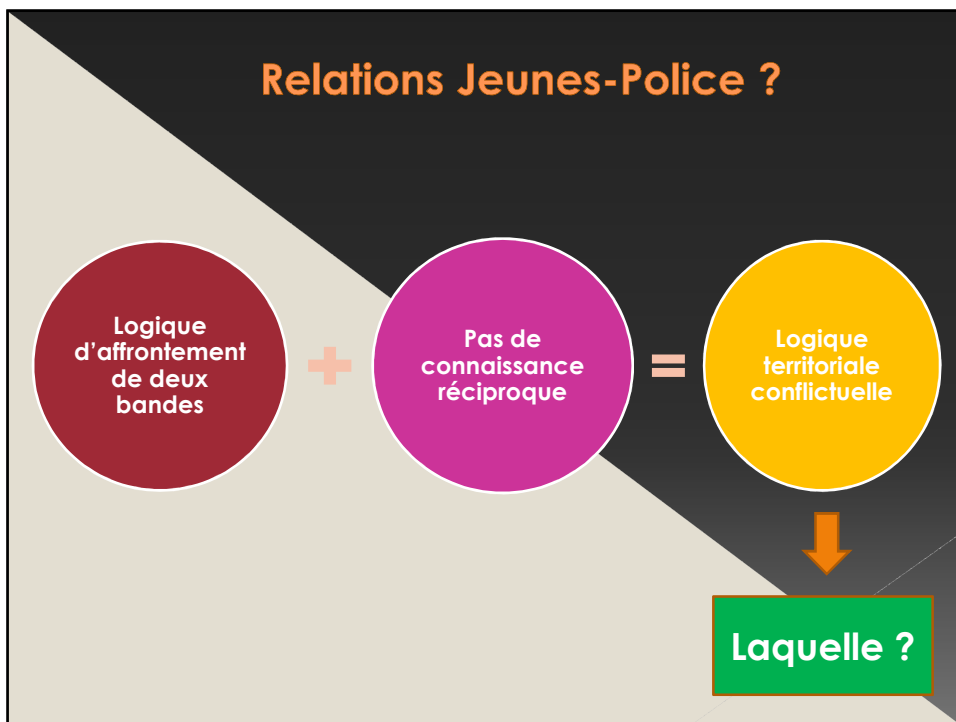 Relations Jeunes-Police ?
Logique
d’affrontement
de deux
bandes
+
Pas de
connaissance
réciproque
=
Logique
territoriale
conflictuelle
Laquelle ?